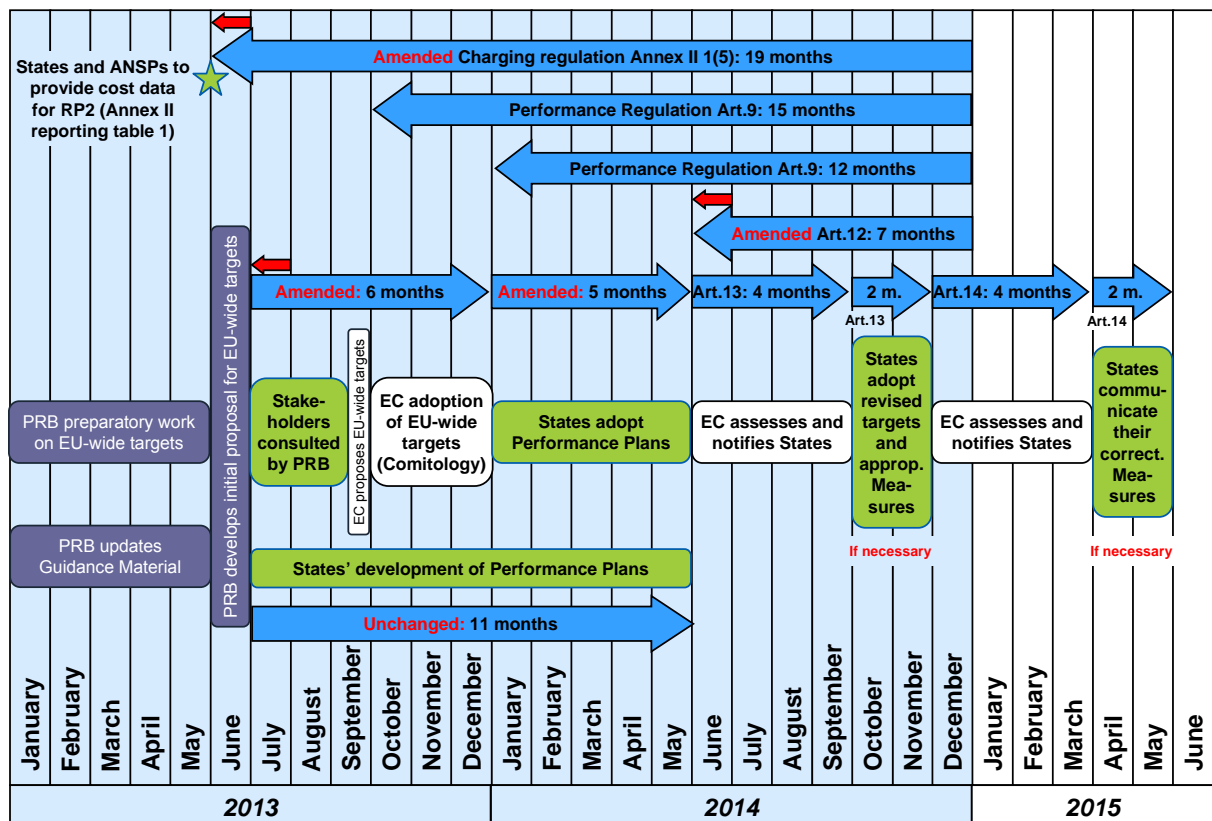 States and ANSPs to
provide cost data
for RP2 (Annex II
reporting table 1)
Amended Charging regulation Annex II 1(5): 19 months
Performance Regulation Art.9: 15 months
Performance Regulation Art.9: 12 months
Amended Art.12: 7 months
Amended: 6 months
Amended: 5 months
Art.13: 4 months
2 m.
Art.14: 4 months
2 m.
Art.13
Art.14
PRB preparatory work
on EU-wide targets
PRB develops initial proposal for EU-wide targets
Stake-
holders
consulted
by PRB
EC proposes EU-wide targets
EC adoption
of EU-wide
targets
(Comitology)
States adopt
Performance Plans
EC assesses and
notifies States
States
adopt
revised
targets
and
approp.
Mea-
sures
EC assesses and
notifies States
States
commu-
nicate
their
correct.
Mea-
sures
If necessary
If necessary
PRB updates
Guidance Material
States' development of Performance Plans
Unchanged: 11 months
January
February
March
April
May
June
July
August
September
October
November
December
January
February
March
April
May
June
July
August
September
October
November
December
January
February
March
April
May
June
2013
2014
2015